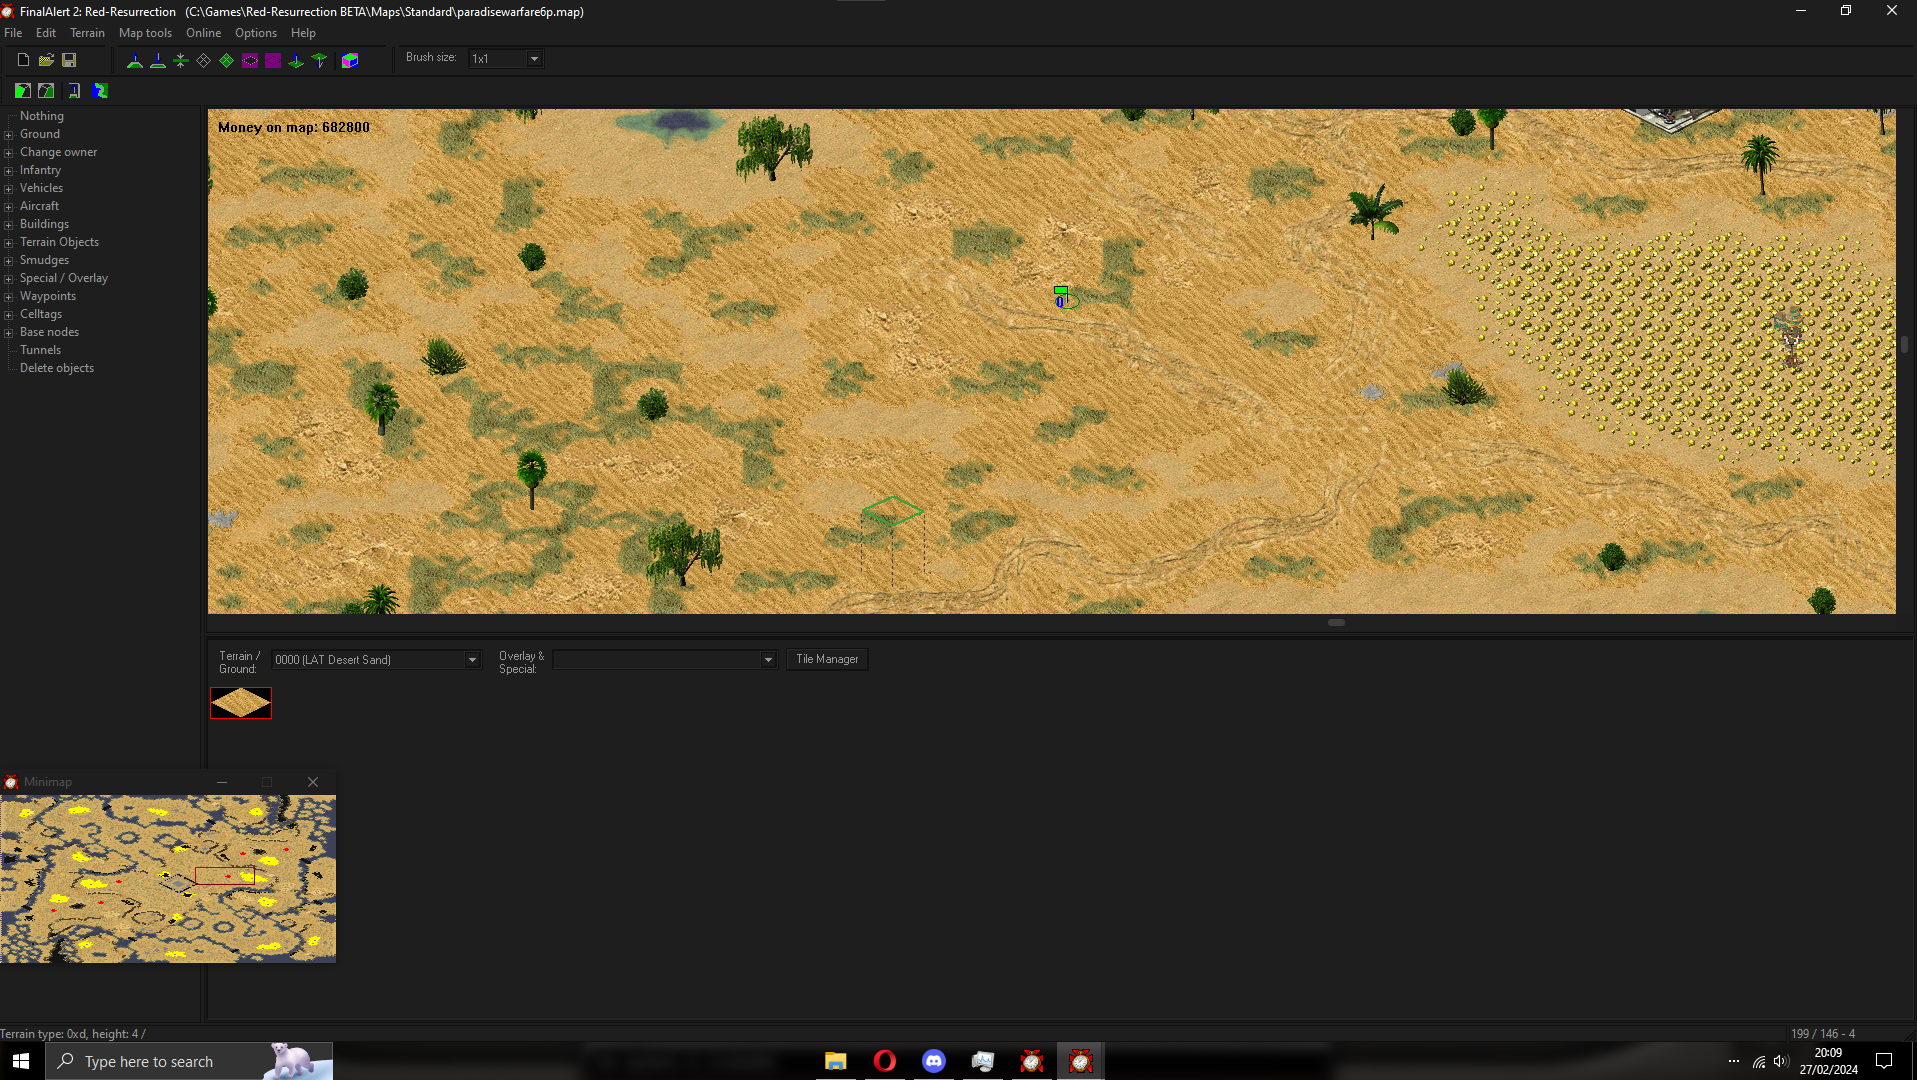 FinalAlert 2: Red-Resurrection (C:\Games\Red-Resurrection BETA\Maps\Standard\paradisewarfare6p.map)
File Edit Terrain Map tools Online Options Help
Brush size: 1x1
Nothing
Ground
Change owner
Infantry
Vehicles
Aircraft
Buildings
Terrain Objects
Smudges
Special / Overlay
Waypoints
Celltags
Base nodes
Tunnels
Delete objects
Money on map: 682800
0
Terrain / Ground: 0000 (LAT Desert Sand) Overlay & Special: Tile Manager
Minimap
Terrain type: 0xd, height: 4 / 199 / 146 - 4
Type here to search
20:09
27/02/2024